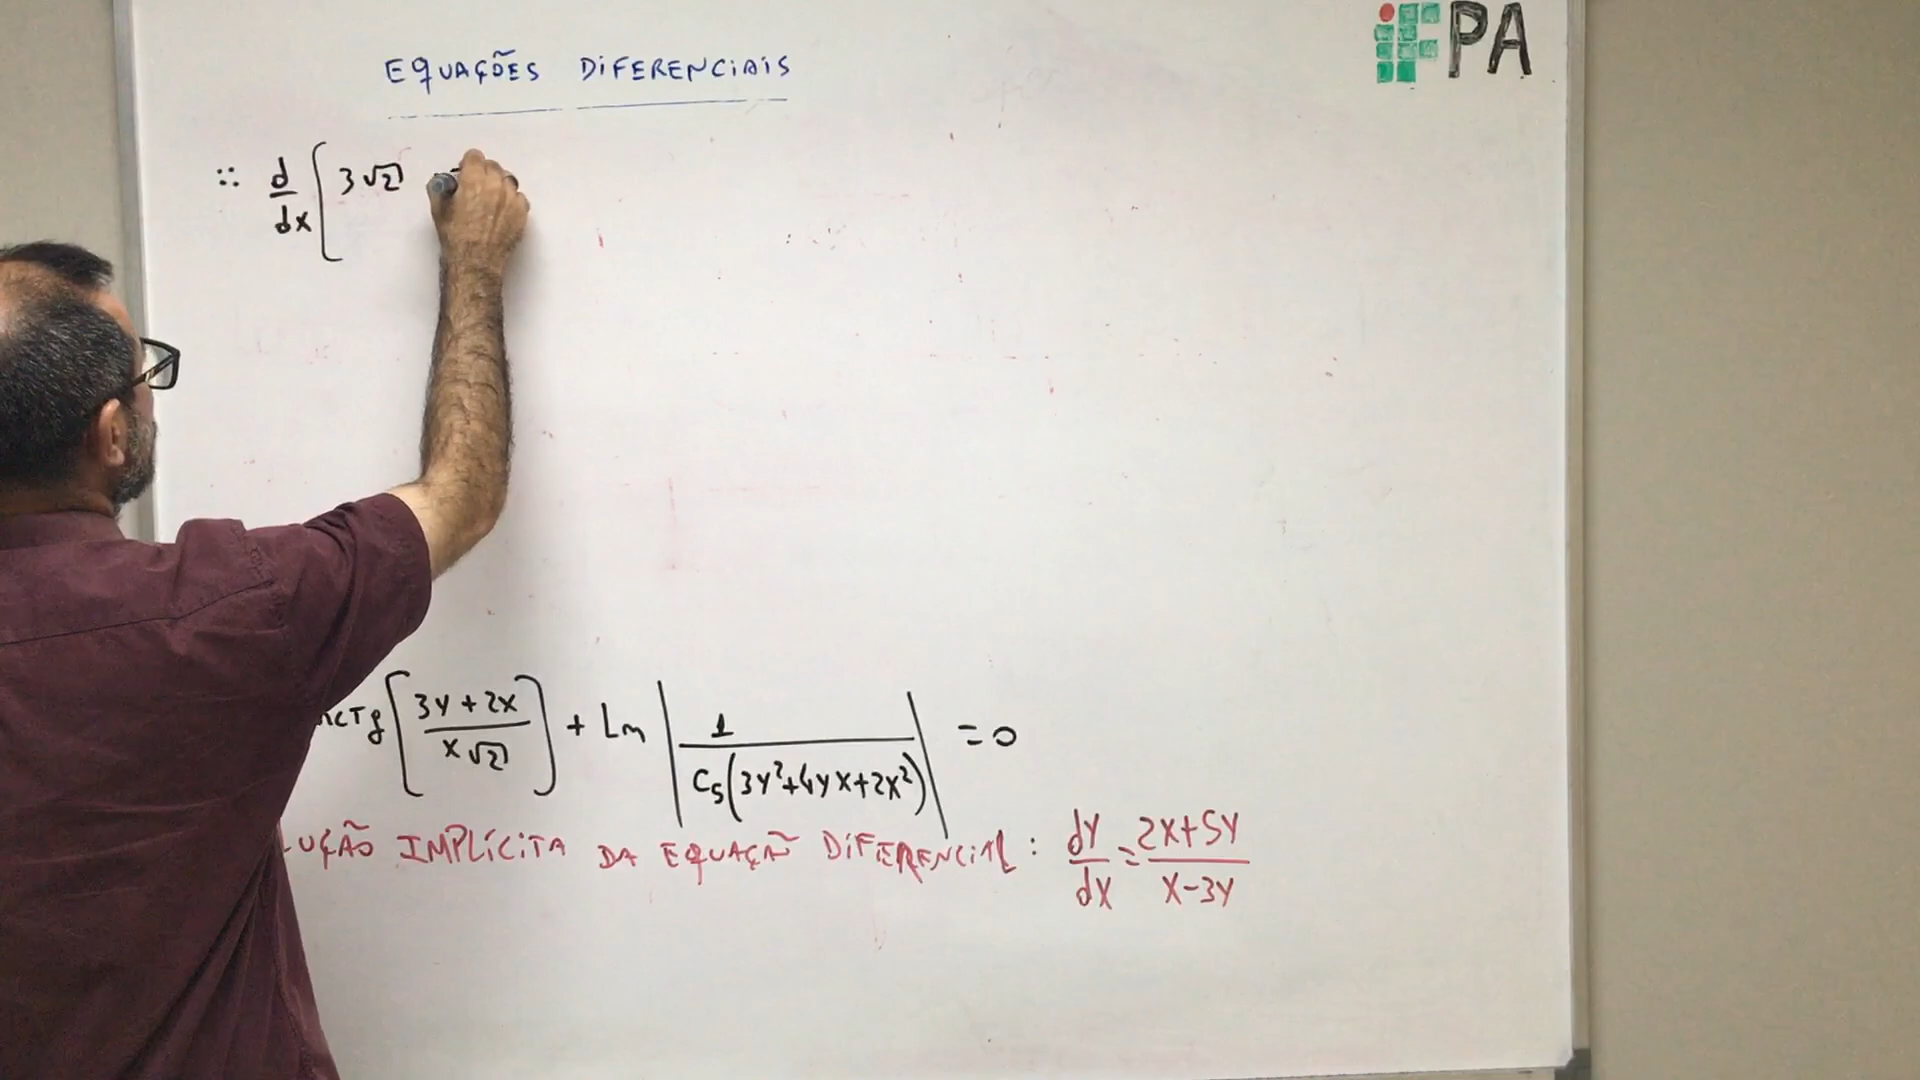 IFPA
EQUAÇÕES DIFERENCIAIS
∴ d/dx [ 3√2
ARCTg [ (3Y + 2X) / (X√2) ] + Ln | 1 / (C5(3Y²+4YX+2X²)) | = 0
LUÇÃO IMPLÍCITA DA EQUAÇÃO DIFERENCIAL: dY/dX = (2X+5Y) / (X-3Y)